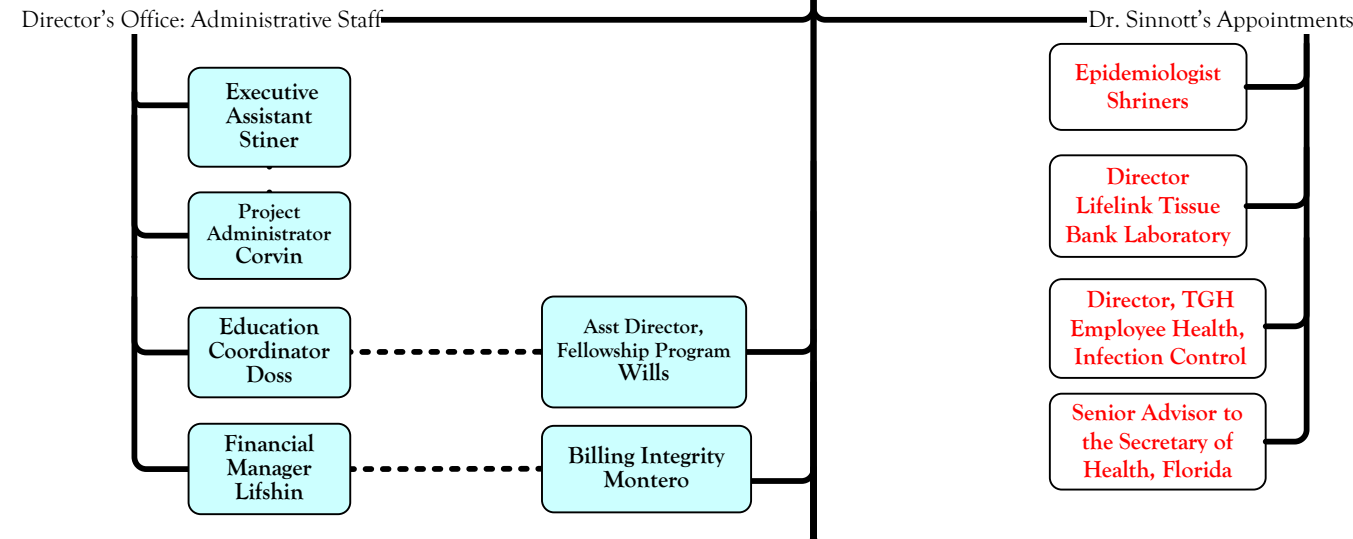 Director's Office: Administrative Staff
Dr. Sinnott's Appointments
Executive
Assistant
Stiner
Project
Administrator
Corvin
Education
Coordinator
Doss
Financial
Manager
Lifshin
Asst Director,
Fellowship Program
Wills
Billing Integrity
Montero
Epidemiologist
Shriners
Director
Lifelink Tissue
Bank Laboratory
Director, TGH
Employee Health,
Infection Control
Senior Advisor to
the Secretary of
Health, Florida